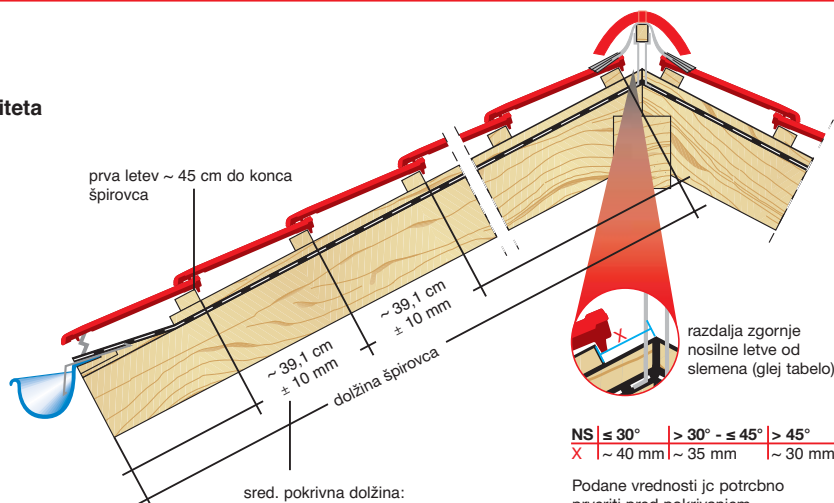 iteta
prva letev ~ 45 cm do konca
špirovca
~ 39,1 cm
± 10 mm
~ 39,1 cm
± 10 mm
dolžina špirovca
X
razdalja zgornje
nosilne letve od
slemena (glej tabelo)
NS ≤ 30° > 30° - ≤ 45° > 45°
X ~ 40 mm ~ 35 mm ~ 30 mm
sred. pokrivna dolžina:
Podane vrednosti jc potrcbno